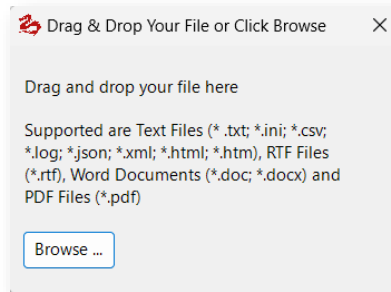 Drag & Drop Your File or Click Browse
Drag and drop your file here
Supported are Text Files (* .txt; *.ini; *.csv;
*.log; *.json; *.xml; *.html; *.htm), RTF Files
(*.rtf), Word Documents (*.doc; *.docx) and
PDF Files (*.pdf)
Browse ...